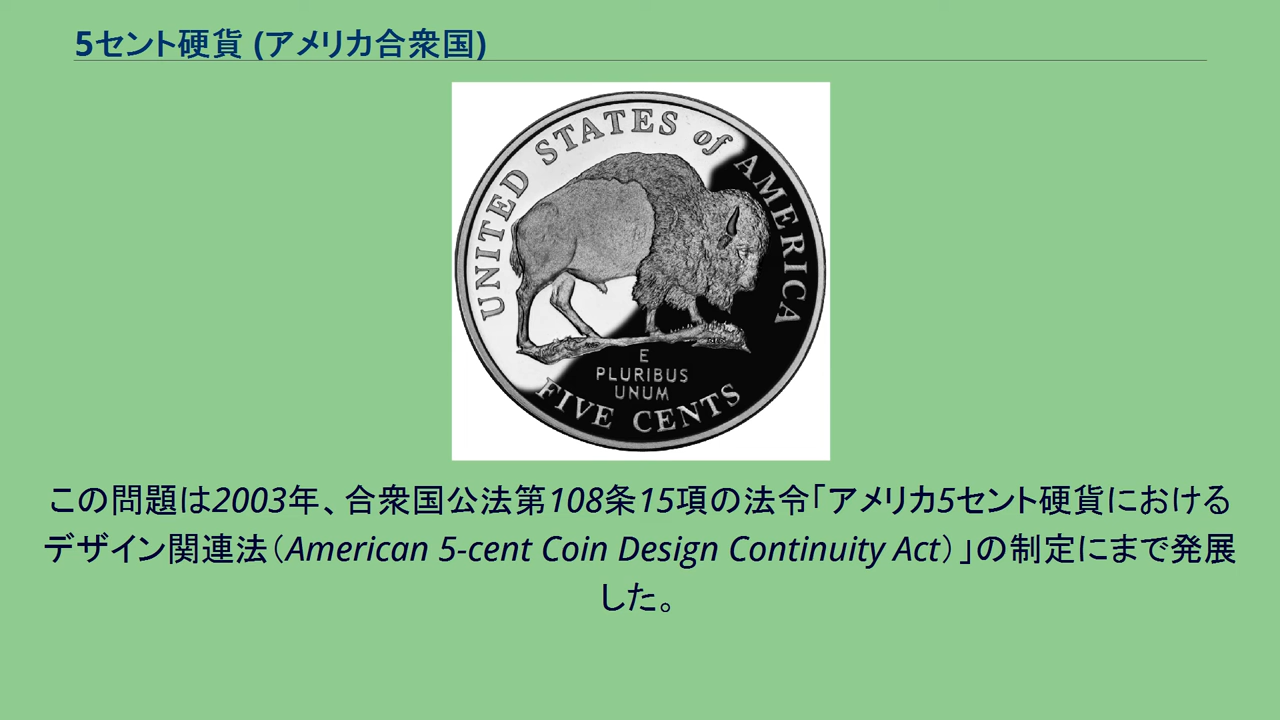 5セント硬貨 (アメリカ合衆国)
UNITED STATES of AMERICA
E
PLURIBUS
UNUM
FIVE CENTS
この問題は2003年、合衆国公法第108条15項の法令「アメリカ5セント硬貨における
デザイン関連法（American 5-cent Coin Design Continuity Act）」の制定にまで発展
した。